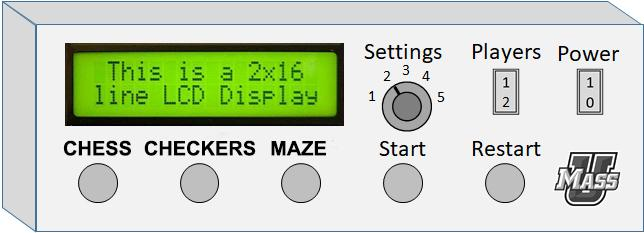 This is a 2x16
line LCD Display
Settings
1 2 3 4 5
Players
1
2
Power
1
0
CHESS CHECKERS MAZE Start Restart
U
MASS